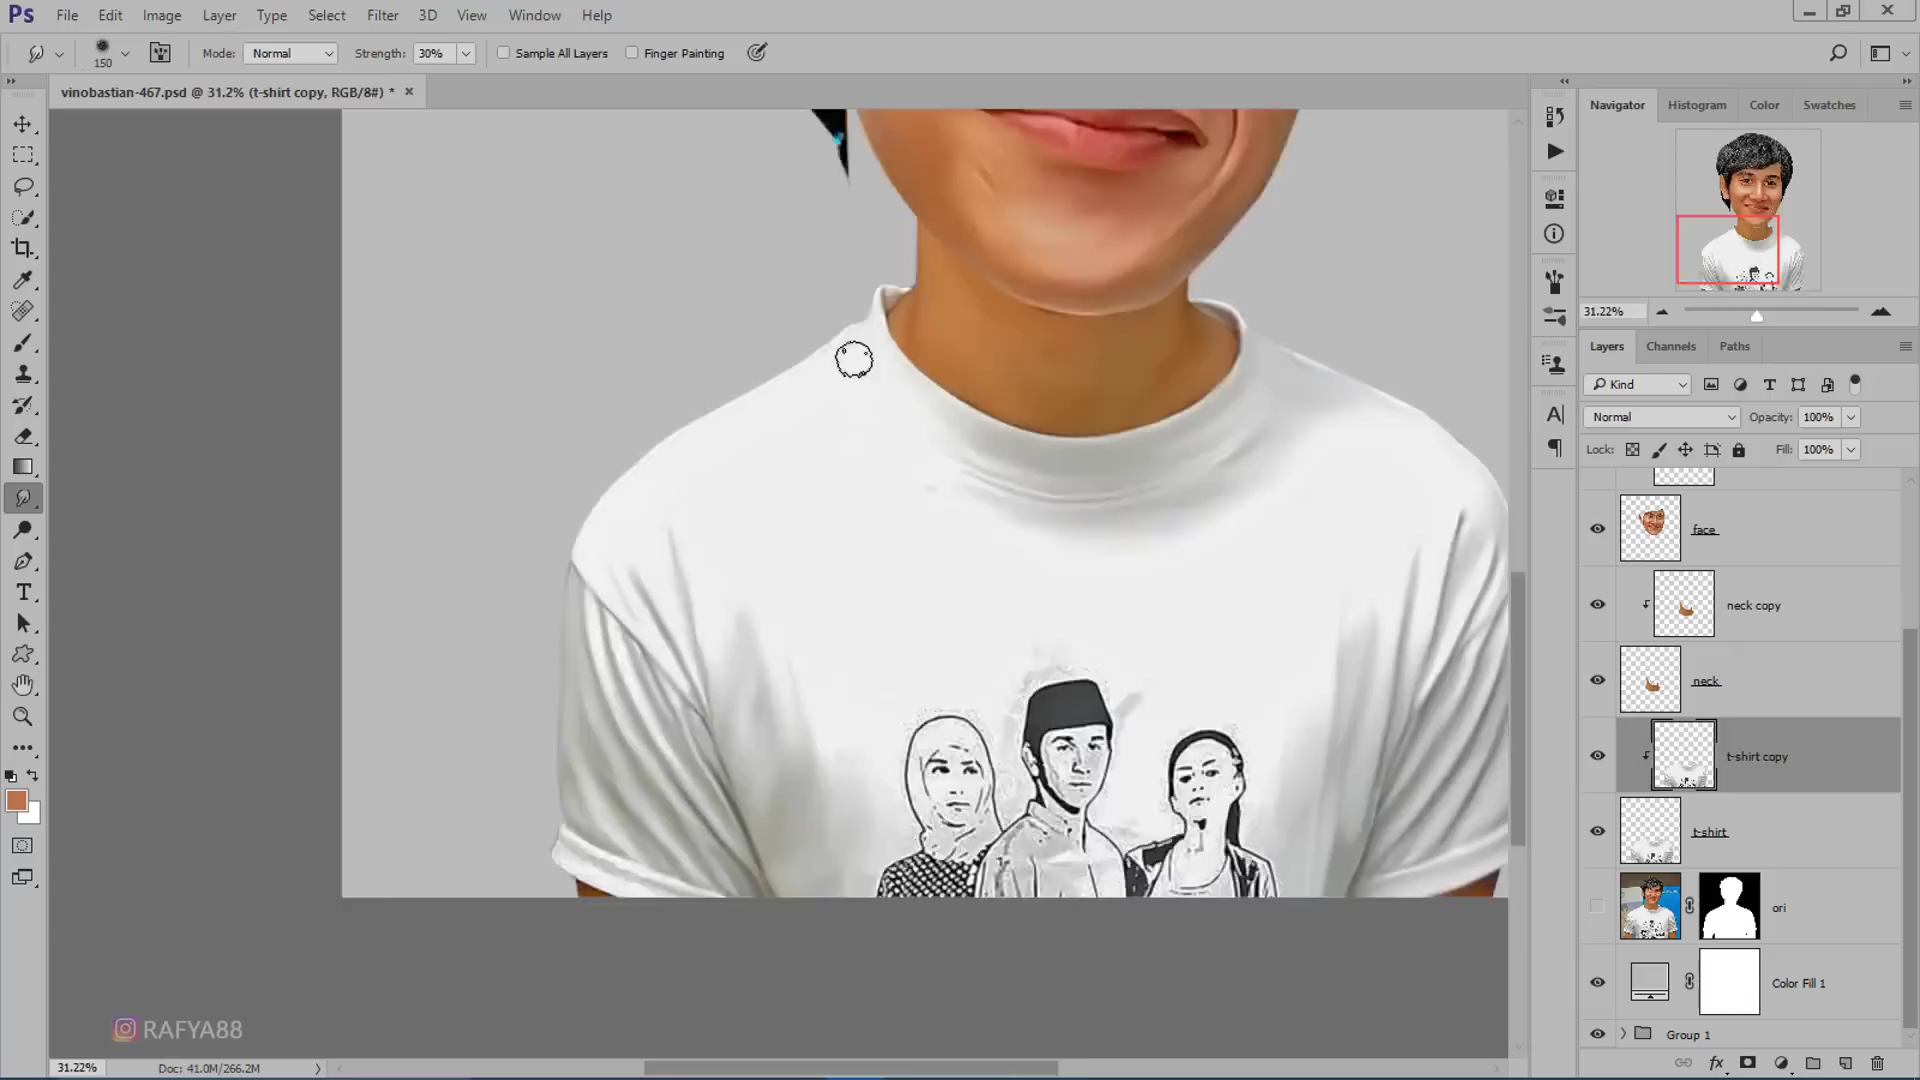 Ps File Edit Image Layer Type Select Filter 3D View Window Help
150 Mode: Normal Strength: 30% Sample All Layers Finger Painting
vinobastian-467.psd @ 31.2% (t-shirt copy, RGB/8#) *
Navigator Histogram Color Swatches
31.22%
Layers Channels Paths
Kind
Normal Opacity: 100%
Lock: Fill: 100%
face
neck copy
neck
t-shirt copy
t-shirt
ori
Color Fill 1
Group 1
RAFYA88
31.22% Doc: 41.0M/266.2M